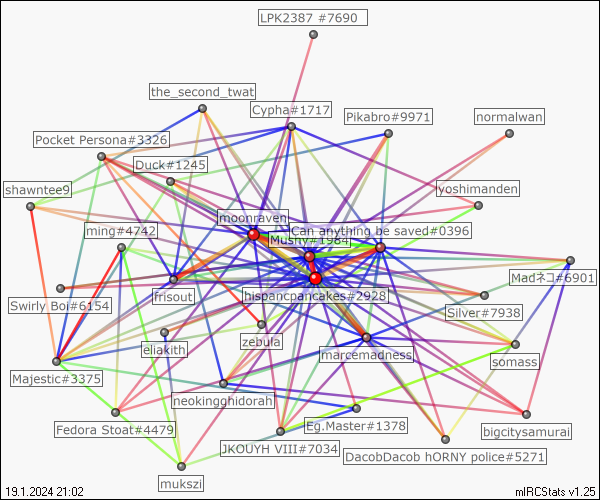 LPK2387 #7690
the_second_twat
Cypha#1717
Pikabro#9971
normalwan
Pocket Persona#3326
Duck#1245
shawntee9
yoshimanden
moonraven
ming#4742
Can anything be saved#0396
Mushy#1984
Madネコ#6901
hispancpancakes#2928
frisout
Swirly Boi#6154
Silver#7938
zebula
eliakith
marcemadness
somass
Majestic#3375
neokingghidorah
Fedora Stoat#4479
Eg.Master#1378
bigcitysamurai
JKOUYH VIII#7034
DacobDacob hORNY police#5271
mukszi
19.1.2024 21:02
mIRCStats v1.25